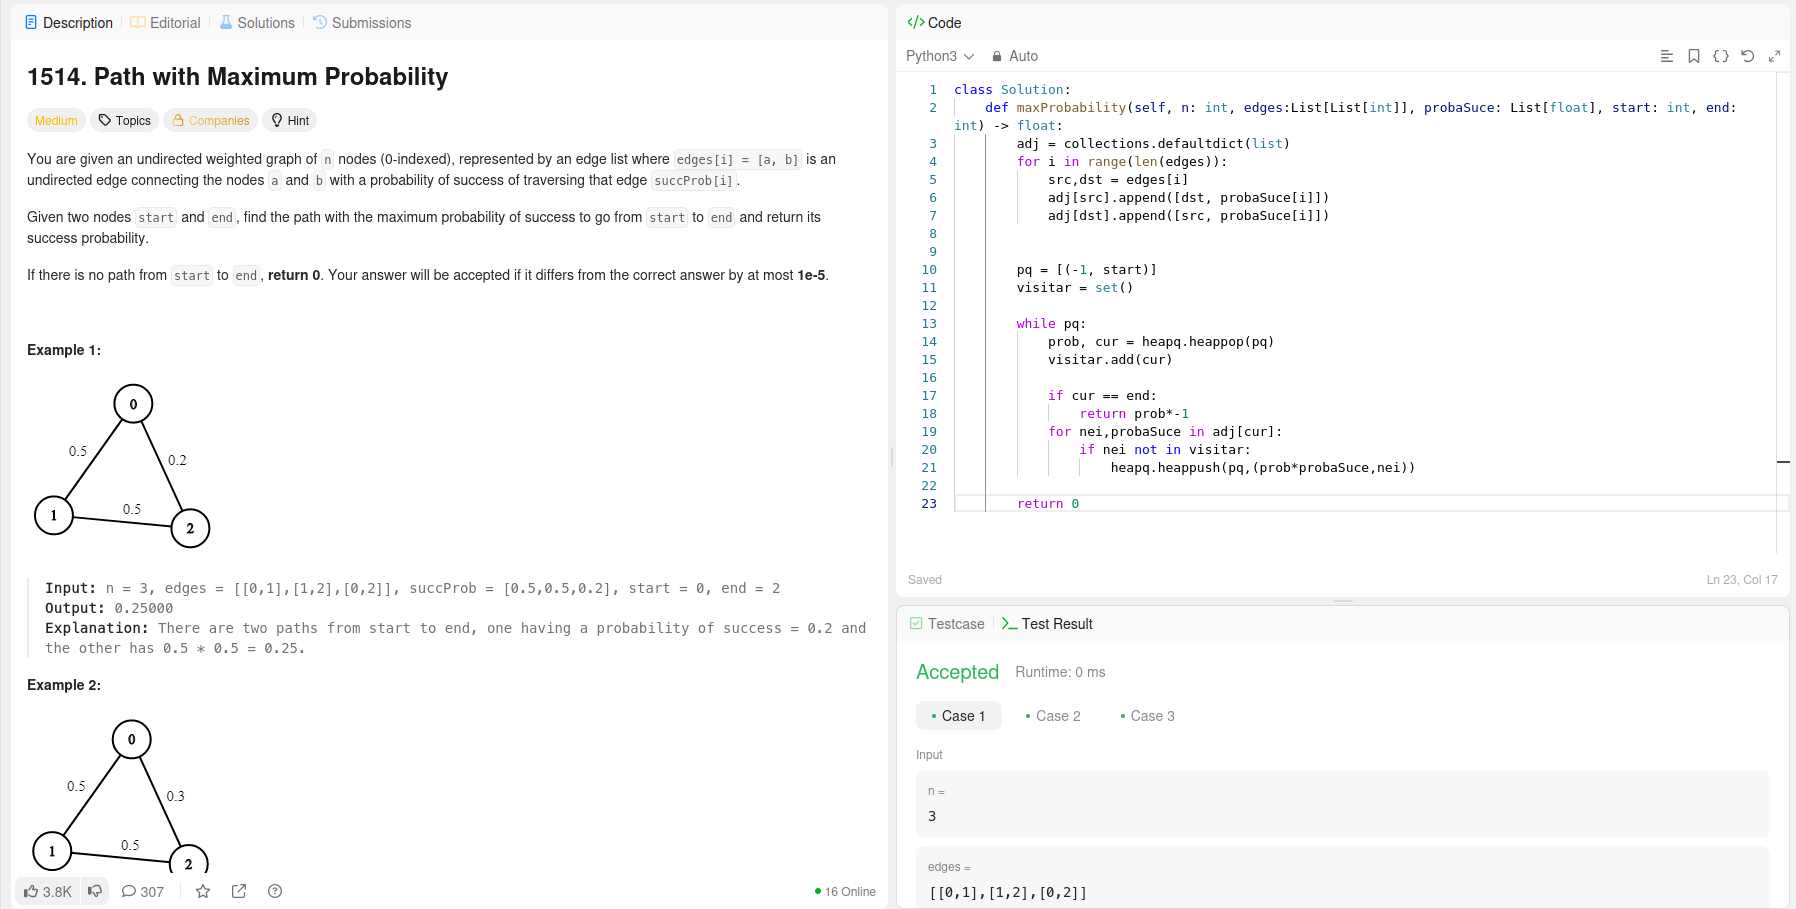 Description
Editorial
Solutions
Submissions
1514. Path with Maximum Probability
Medium
Topics
Companies
Hint
You are given an undirected weighted graph of n nodes (0-indexed), represented by an edge list where edges[i] = [a, b] is an
undirected edge connecting the nodes a and b with a probability of success of traversing that edge succProb[i].
Given two nodes start and end, find the path with the maximum probability of success to go from start to end and return its
success probability.
If there is no path from start to end, return 0. Your answer will be accepted if it differs from the correct answer by at most 1e-5.
Example 1:
0
0.5
0.2
1
0.5
2
Input: n = 3, edges = [[0,1],[1,2],[0,2]], succProb = [0.5,0.5,0.2], start = 0, end = 2
Output: 0.25000
Explanation: There are two paths from start to end, one having a probability of success = 0.2 and
the other has 0.5 * 0.5 = 0.25.
Example 2:
0
0.5
0.3
1
0.5
2
3.8K
307
16 Online
</> Code
Python3
Auto
1 class Solution:
2 def maxProbability(self, n: int, edges:List[List[int]], probaSuce: List[float], start: int, end:
int) -> float:
3 adj = collections.defaultdict(list)
4 for i in range(len(edges)):
5 src,dst = edges[i]
6 adj[src].append([dst, probaSuce[i]])
7 adj[dst].append([src, probaSuce[i]])
8
9
10 pq = [(-1, start)]
11 visitar = set()
12
13 while pq:
14 prob, cur = heapq.heappop(pq)
15 visitar.add(cur)
16
17 if cur == end:
18 return prob*-1
19 for nei,probaSuce in adj[cur]:
20 if nei not in visitar:
21 heapq.heappush(pq,(prob*probaSuce,nei))
22
23 return 0
Saved
Ln 23, Col 17
Testcase
Test Result
Accepted
Runtime: 0 ms
Case 1
Case 2
Case 3
Input
n =
3
edges =
[[0,1],[1,2],[0,2]]